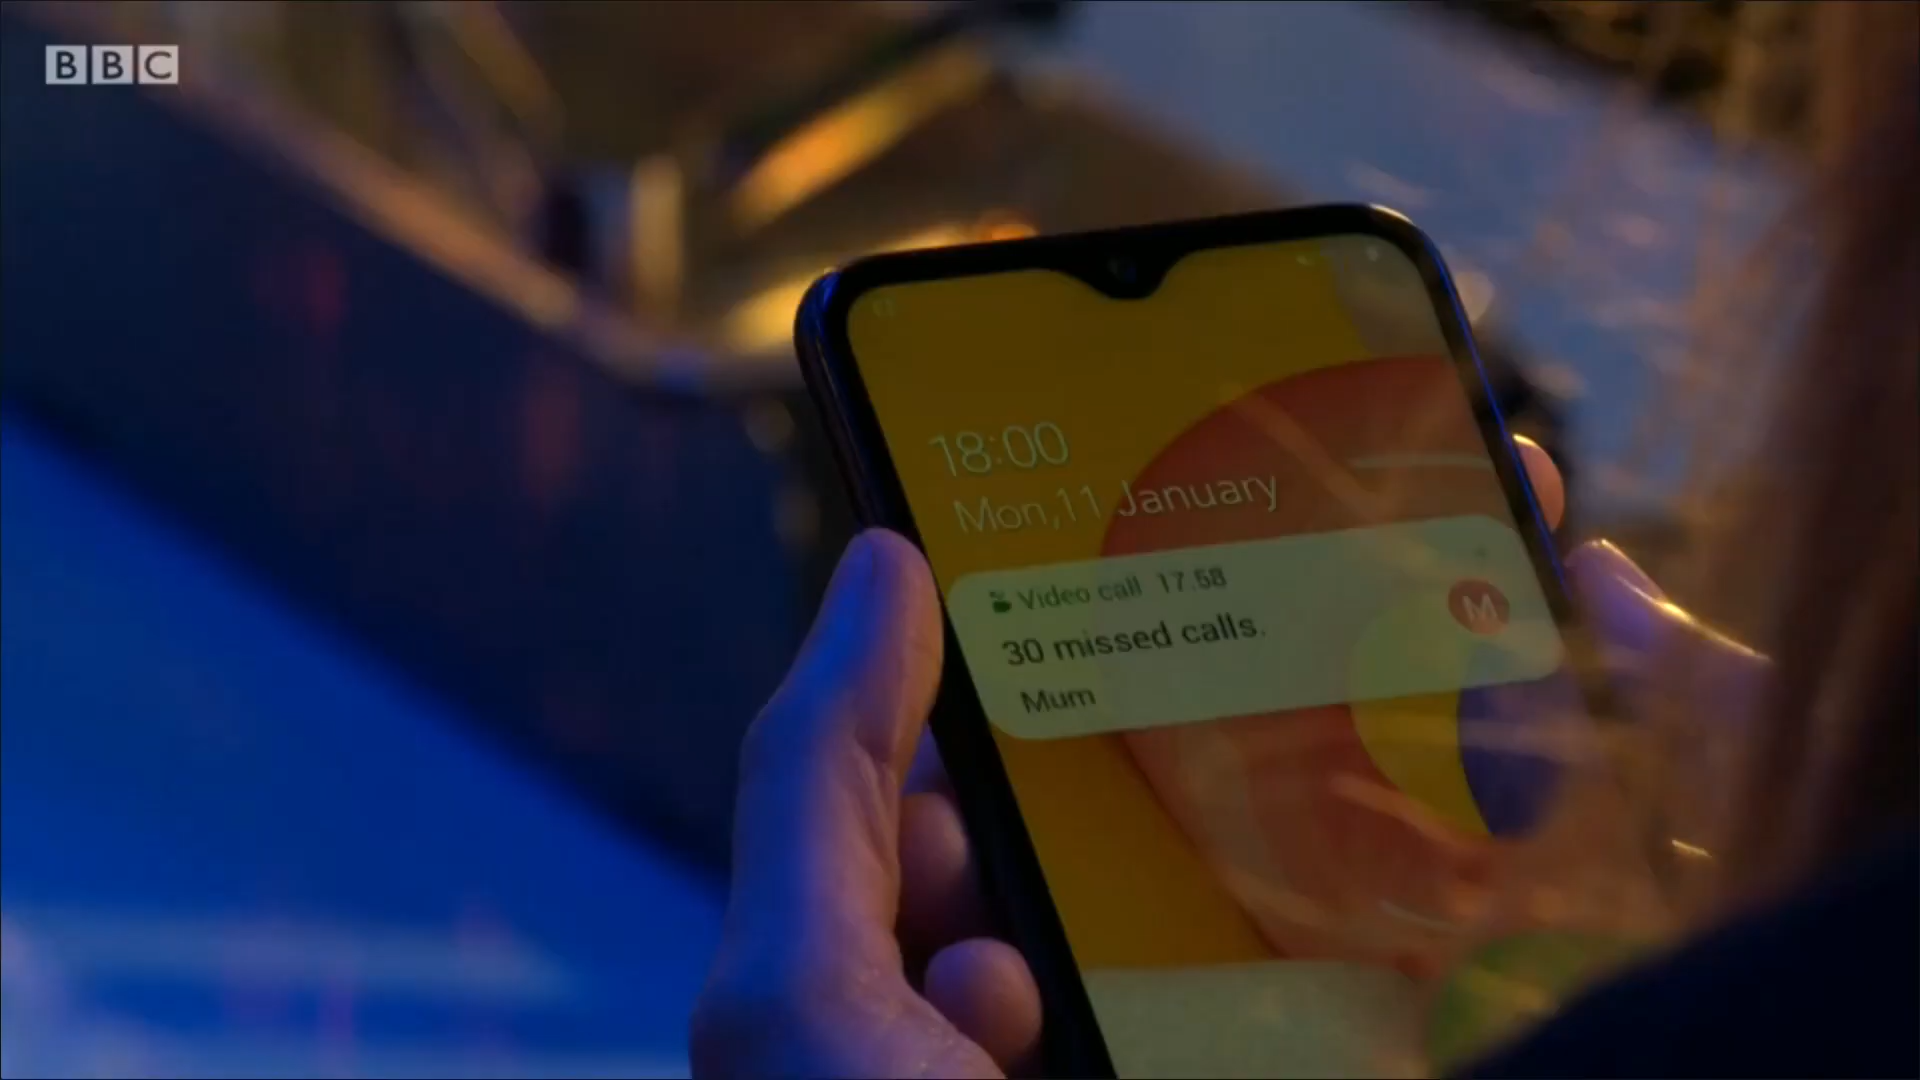 BBC
18:00
Mon,11 January
Video call 17:58
30 missed calls.
M
Mum